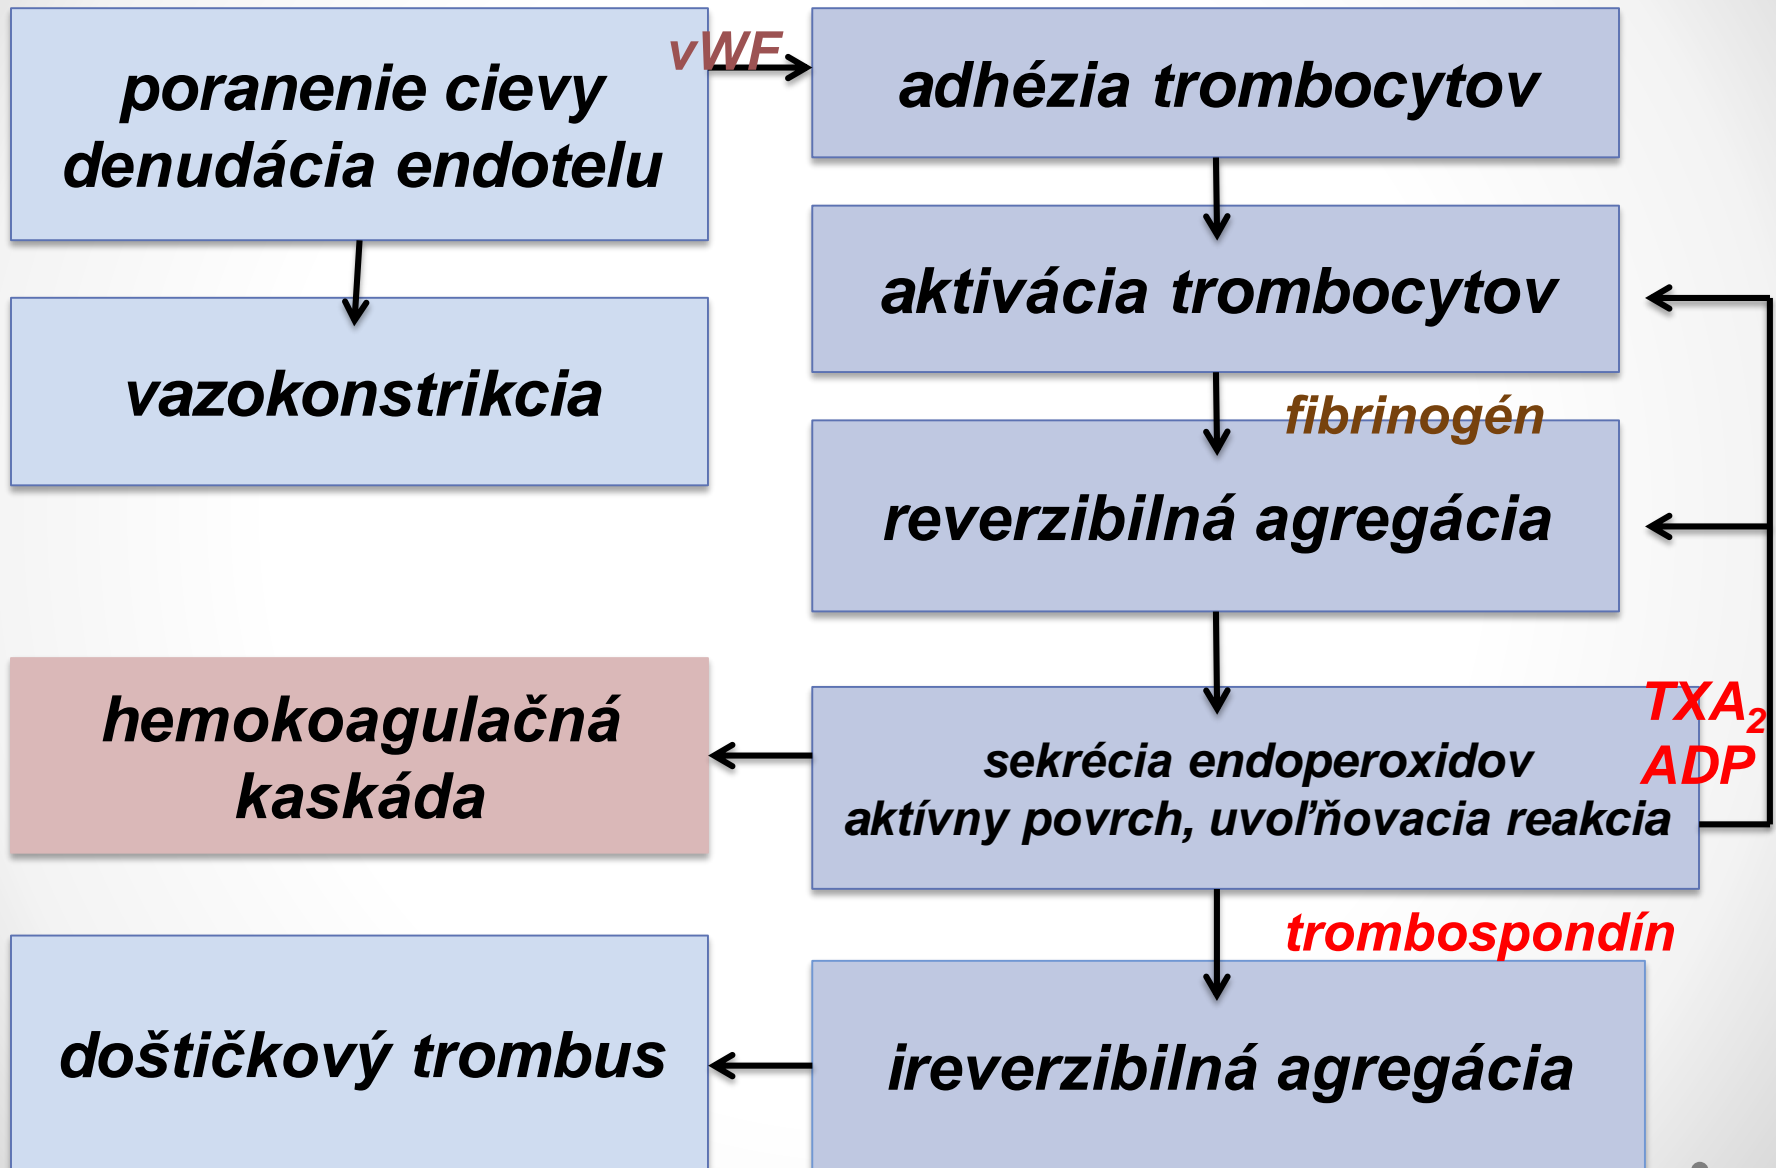 poranenie cievy
denudácia endotelu
vWF
adhézia trombocytov
aktivácia trombocytov
vazokonstrikcia
fibrinogén
reverzibilná agregácia
hemokoagulačná
kaskáda
sekrécia endoperoxidov
aktívny povrch, uvoľňovacia reakcia
TXA₂
ADP
trombospondín
doštičkový trombus
ireverzibilná agregácia